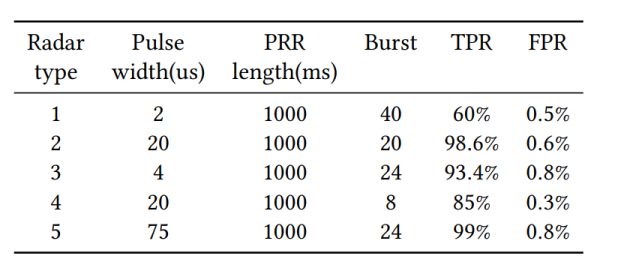 Radar Pulse PRR Burst TPR FPR
type width(us) length(ms)
1 2 1000 40 60% 0.5%
2 20 1000 20 98.6% 0.6%
3 4 1000 24 93.4% 0.8%
4 20 1000 8 85% 0.3%
5 75 1000 24 99% 0.8%